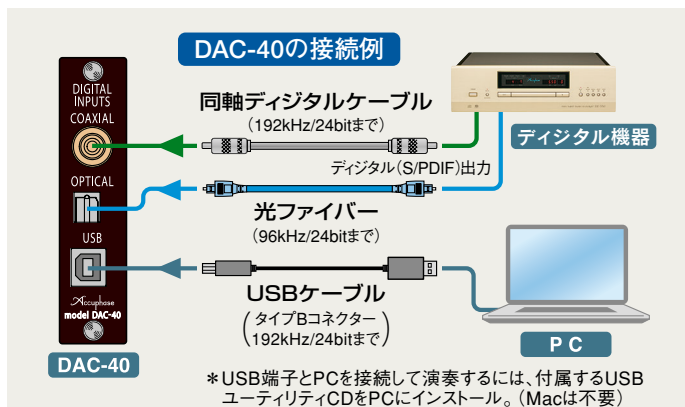 DAC-40の接続例
DIGITAL
INPUTS
COAXIAL
同軸ディジタルケーブル
(192kHz/24bitまで)
ディジタル機器
ディジタル(S/PDIF)出力
OPTICAL
光ファイバー
(96kHz/24bitまで)
USB
USBケーブル
(タイプBコネクター
192kHz/24bitまで)
Accuphase
model DAC-40
DAC-40
PC
*USB端子とPCを接続して演奏するには、付属するUSB
ユーティリティCDをPCにインストール。(Macは不要)